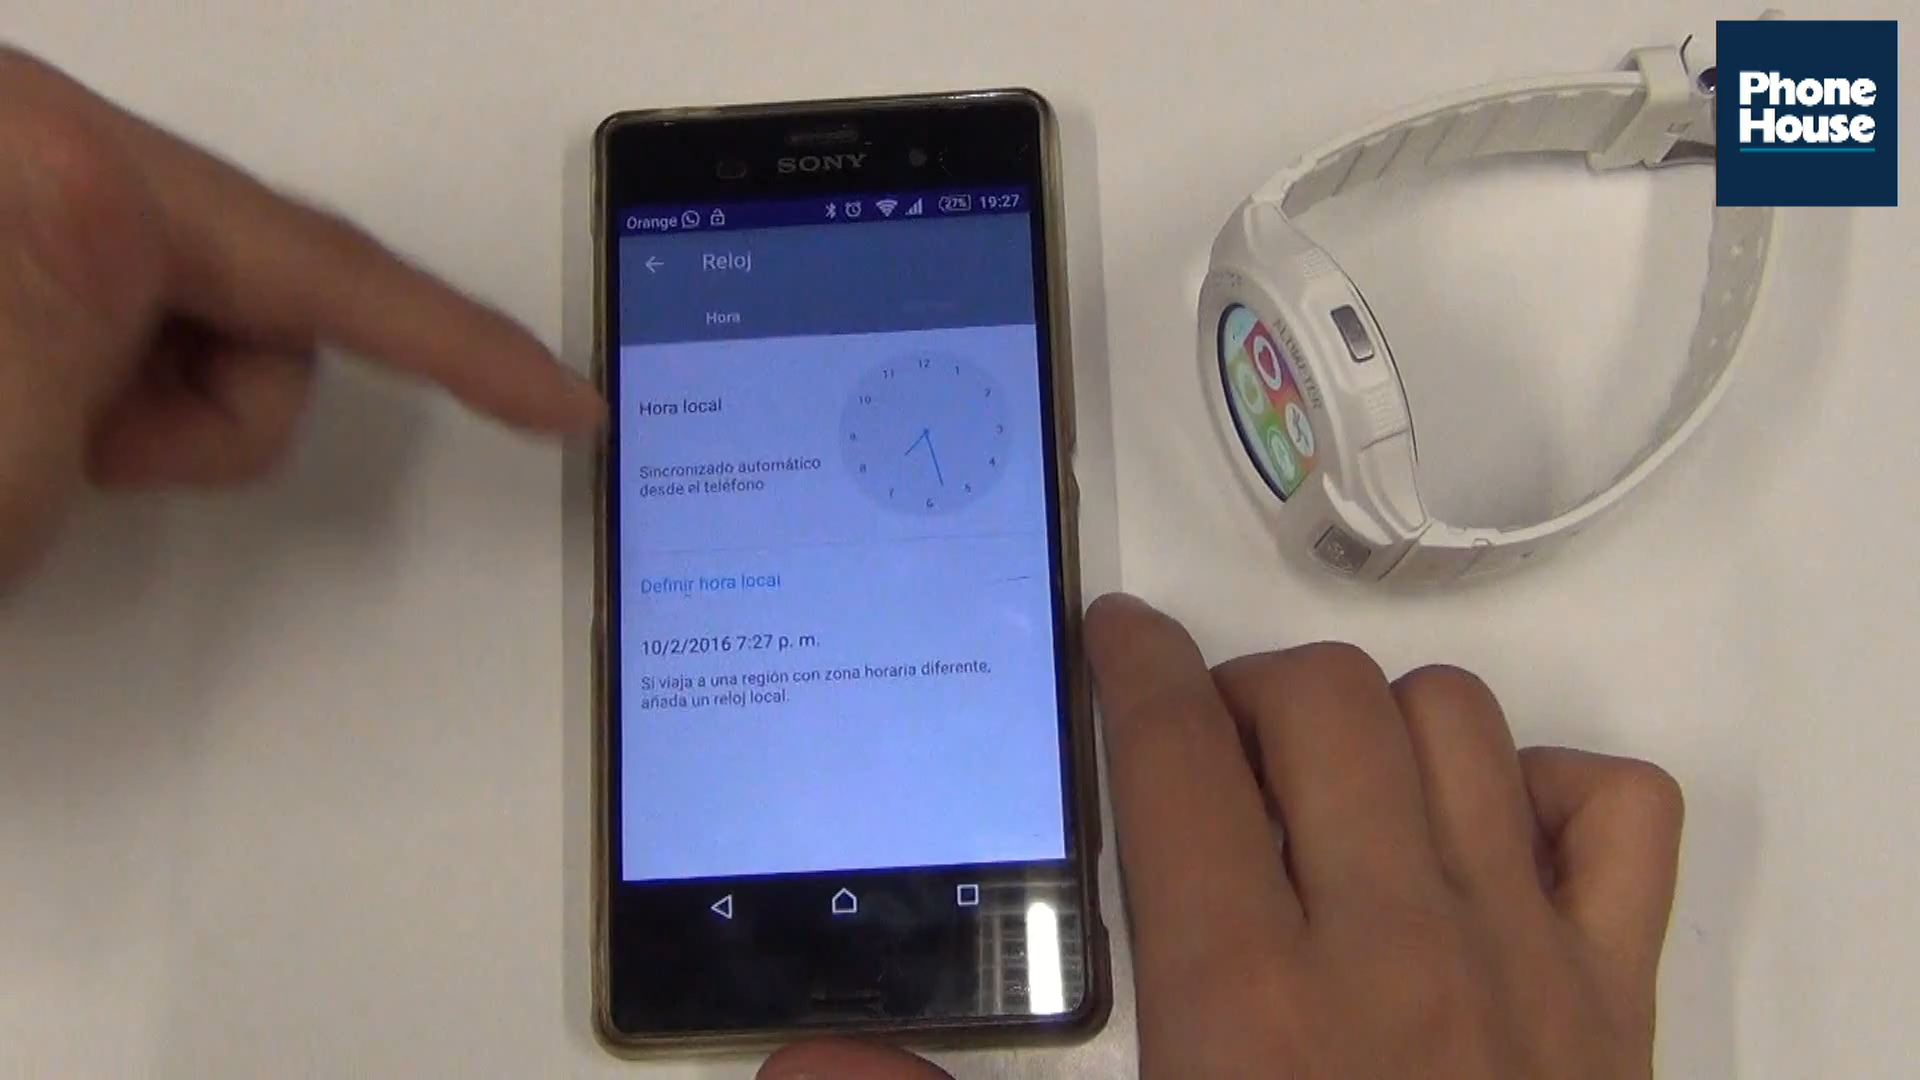 Phone
House
SONY
Orange
27% 19:27
Reloj
Hora
Hora local
Sincronizado automático
desde el teléfono
12
1
2
3
4
5
6
7
8
9
10
11
Definir hora local
10/2/2016 7:27 p. m.
Si viaja a una región con zona horaria diferente,
añada un reloj local.